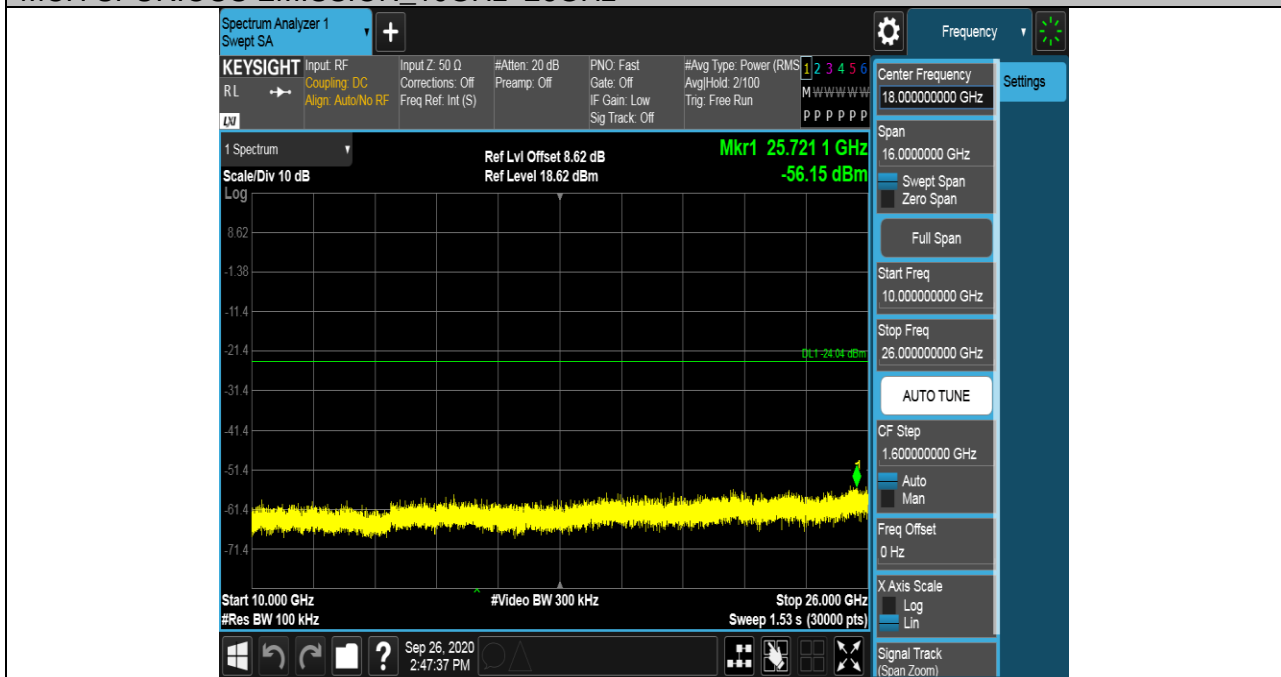 Spectrum Analyzer 1
Swept SA
Frequency
KEYSIGHT
RL
LXI
Input: RF
Coupling: DC
Align: Auto/No RF
Input Z: 50 Ω
Corrections: Off
Freq Ref: Int (S)
#Atten: 20 dB
Preamp: Off
PNO: Fast
Gate: Off
IF Gain: Low
Sig Track: Off
#Avg Type: Power (RMS
Avg|Hold: 2/100
Trig: Free Run
1 2 3 4 5 6
M W W W W W
P P P P P P
1 Spectrum
Scale/Div 10 dB
Ref Lvl Offset 8.62 dB
Ref Level 18.62 dBm
Mkr1 25.721 1 GHz
-56.15 dBm
Log
8.62
-1.38
-11.4
-21.4
-31.4
-41.4
-51.4
-61.4
-71.4
DL1 -24.04 dBm
1
Start 10.000 GHz
#Res BW 100 kHz
#Video BW 300 kHz
Stop 26.000 GHz
Sweep 1.53 s (30000 pts)
Sep 26, 2020
2:47:37 PM
Center Frequency
18.000000000 GHz
Span
16.0000000 GHz
Swept Span
Zero Span
Full Span
Start Freq
10.000000000 GHz
Stop Freq
26.000000000 GHz
AUTO TUNE
CF Step
1.600000000 GHz
Auto
Man
Freq Offset
0 Hz
X Axis Scale
Log
Lin
Signal Track
(Span Zoom)
Settings